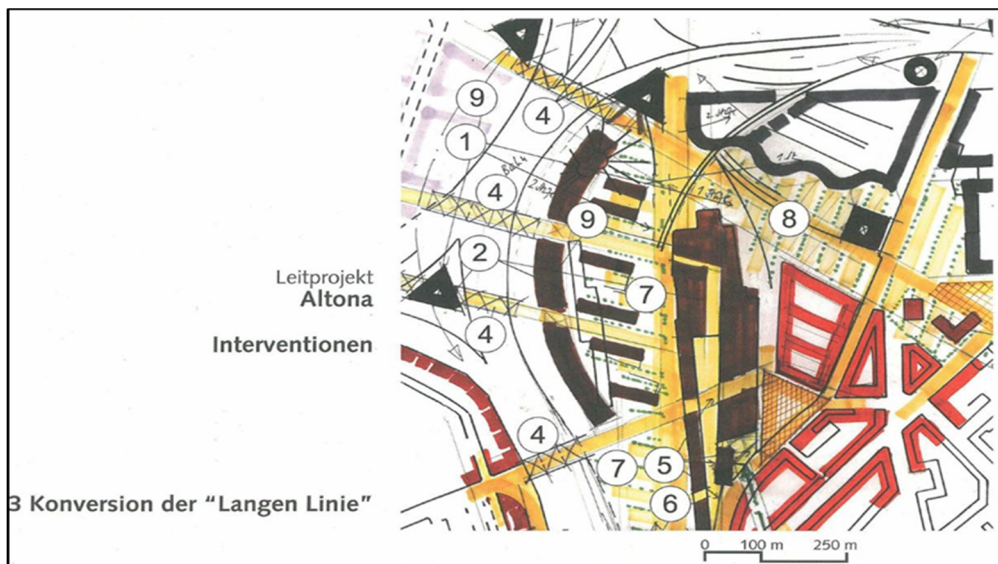 Leitprojekt
Altona
Interventionen
3 Konversion der “Langen Linie”
9
4
1
4
9
8
2
7
4
4
7
5
6
0 100 m 250 m